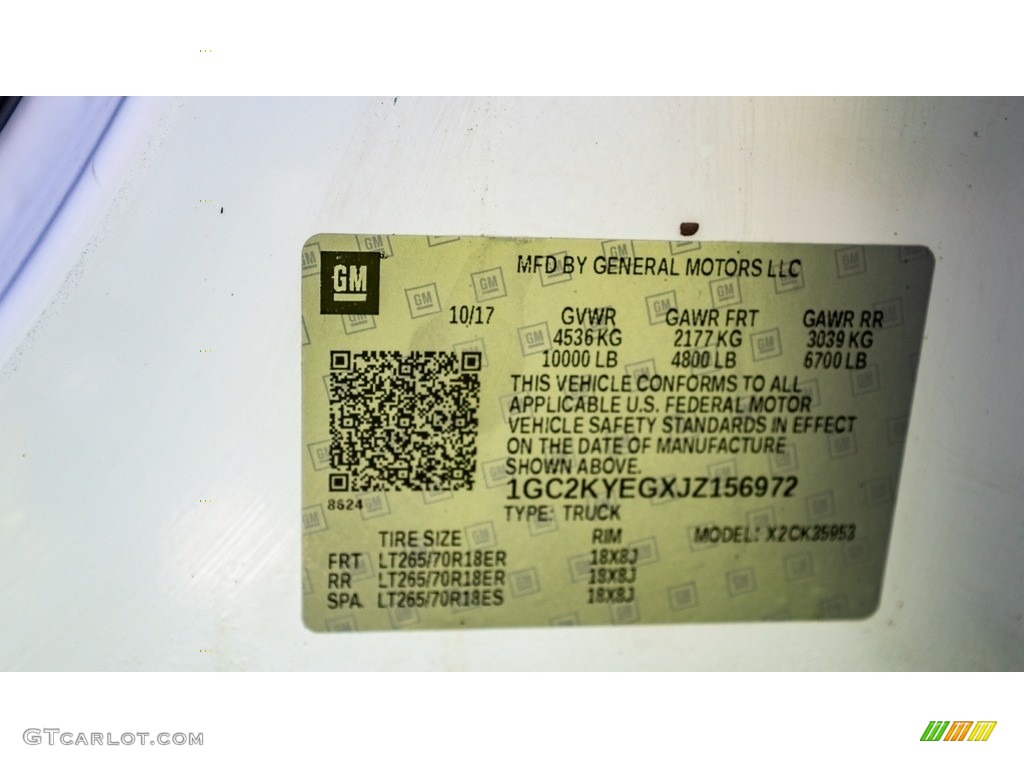 GM
MFD BY GENERAL MOTORS LLC
10/17 GVWR GAWR FRT GAWR RR
4536 KG 2177 KG 3039 KG
10000 LB 4800 LB 6700 LB
THIS VEHICLE CONFORMS TO ALL
APPLICABLE U.S. FEDERAL MOTOR
VEHICLE SAFETY STANDARDS IN EFFECT
ON THE DATE OF MANUFACTURE
SHOWN ABOVE.
1GC2KYEGXJZ156972
8624
TYPE: TRUCK
TIRE SIZE RIM MODEL: X2CK35953
FRT LT265/70R18ER 18X8J
RR LT265/70R18ER 18X8J
SPA LT265/70R18ES 18X8J
GTCARLOT.COM